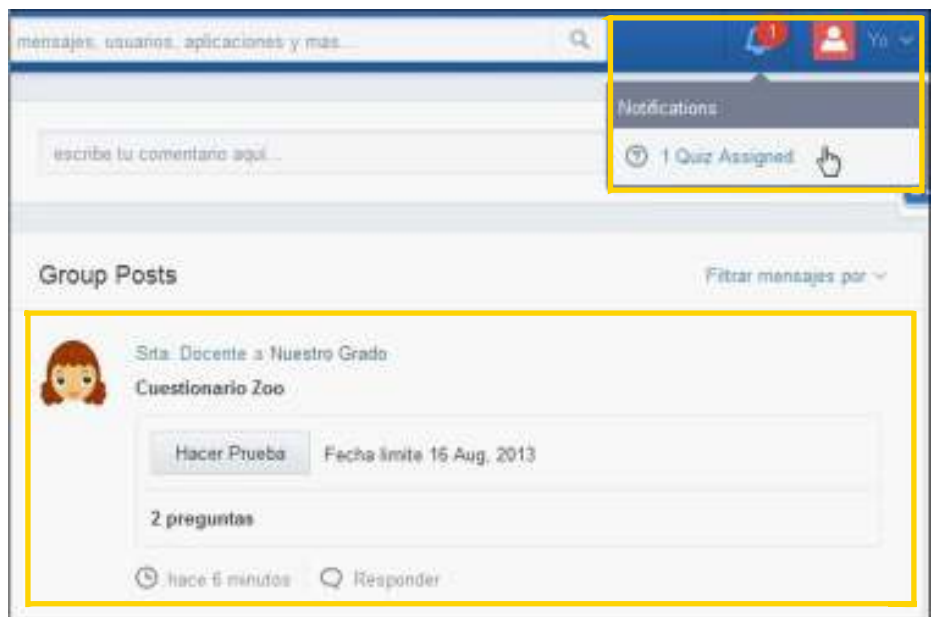 mensajes, usuarios, aplicaciones y más...
1
Yo
Notifications
1 Quiz Assigned
escribe tu comentario aquí...
Group Posts
Filtrar mensajes por
Srta. Docente a Nuestro Grado
Cuestionario Zoo
Hacer Prueba
Fecha limite 16 Aug, 2013
2 preguntas
hace 6 minutos
Responder